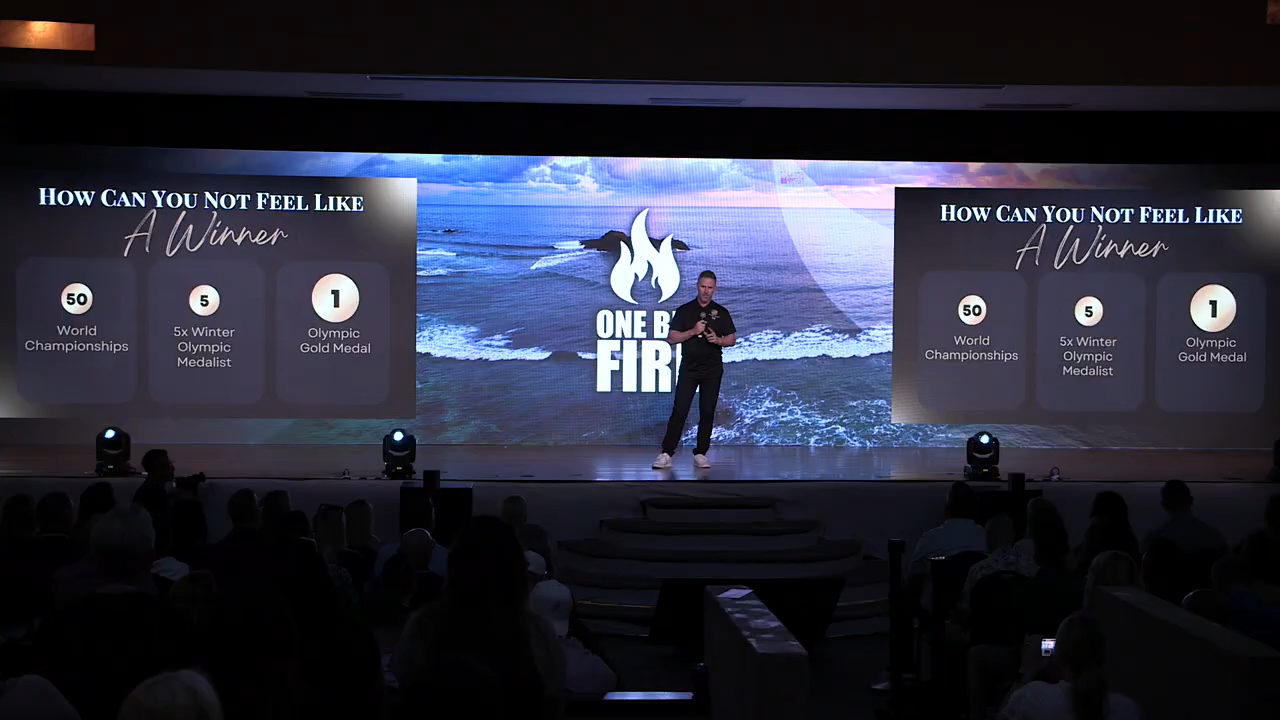 How Can You Not Feel Like
A Winner
50
World
Championships
5
5x Winter
Olympic
Medalist
1
Olympic
Gold Medal
ONE B
FIR
How Can You Not Feel Like
A Winner
50
World
Championships
5
5x Winter
Olympic
Medalist
1
Olympic
Gold Medal